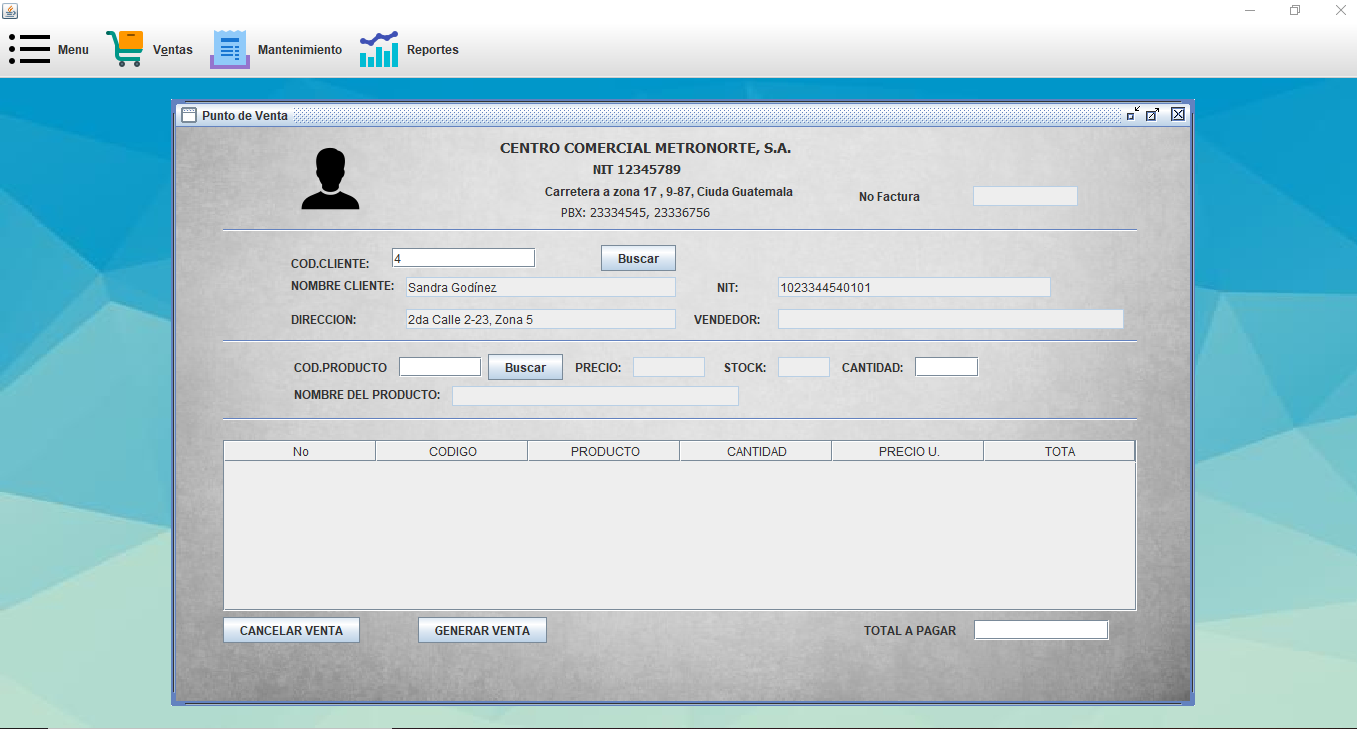 Menu Ventas Mantenimiento Reportes
Punto de Venta
CENTRO COMERCIAL METRONORTE, S.A.
NIT 12345789
Carretera a zona 17 , 9-87, Ciuda Guatemala
No Factura
PBX: 23334545, 23336756
COD.CLIENTE: 4 Buscar
NOMBRE CLIENTE: Sandra Godínez NIT: 1023344540101
DIRECCION: 2da Calle 2-23, Zona 5 VENDEDOR:
COD.PRODUCTO Buscar PRECIO: STOCK: CANTIDAD:
NOMBRE DEL PRODUCTO:
No CODIGO PRODUCTO CANTIDAD PRECIO U. TOTA
CANCELAR VENTA GENERAR VENTA TOTAL A PAGAR